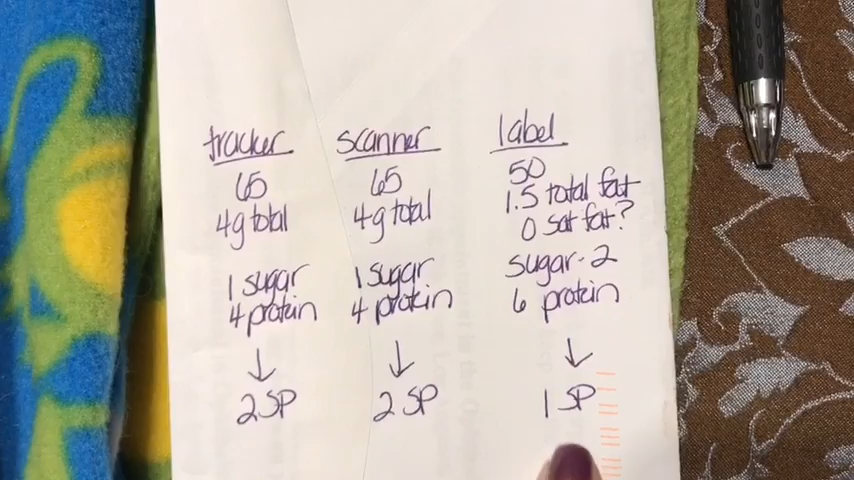 tracker
65
4g total
1 sugar
4 protein
↓
2 SP
scanner
65
4g total
1 sugar
4 protein
↓
2 SP
label
50
1.5 total fat
0 sat fat?
sugar-2
6 protein
↓
1 SP